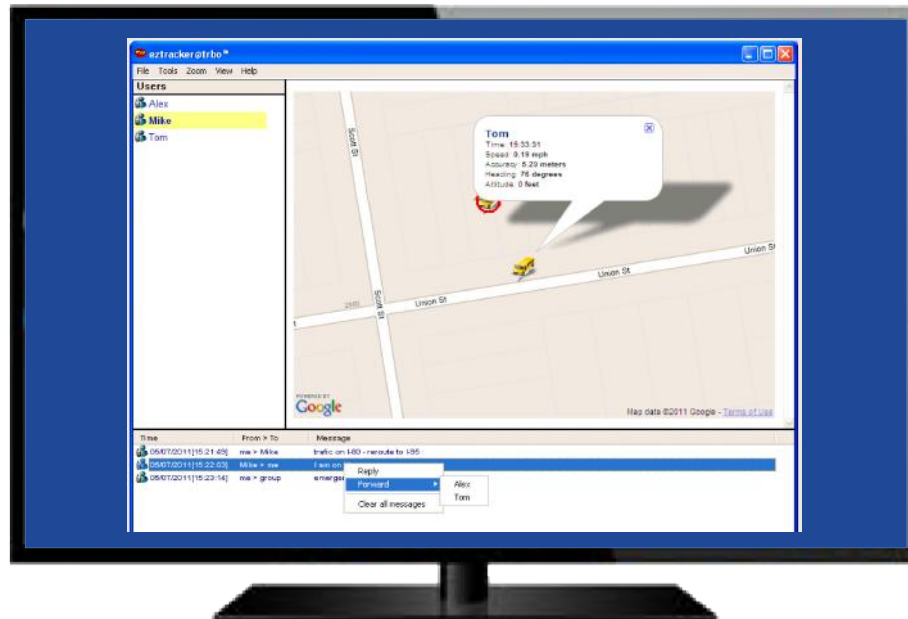 eztracker@trbo™
File Tools Zoom View Help
Users
Alex
Mike
Tom
Scott St
Tom
Time: 15:33:31
Speed: 0.19 mph
Accuracy: 5.29 meters
Heading: 76 degrees
Altitude: 0 feet
Union St
Union St
Scott St
Union St
t
POWERED BY
Google
Map data ©2011 Google - Terms of Use
Time From > To Message
05/07/2011[15:21:49] me > Mike trafic on I-80 - reroute to I-95
05/07/2011[15:22:03] Mike > me I am on
05/07/2011[15:23:14] me > group emergen
Reply
Forward
Alex
Tom
Clear all messages